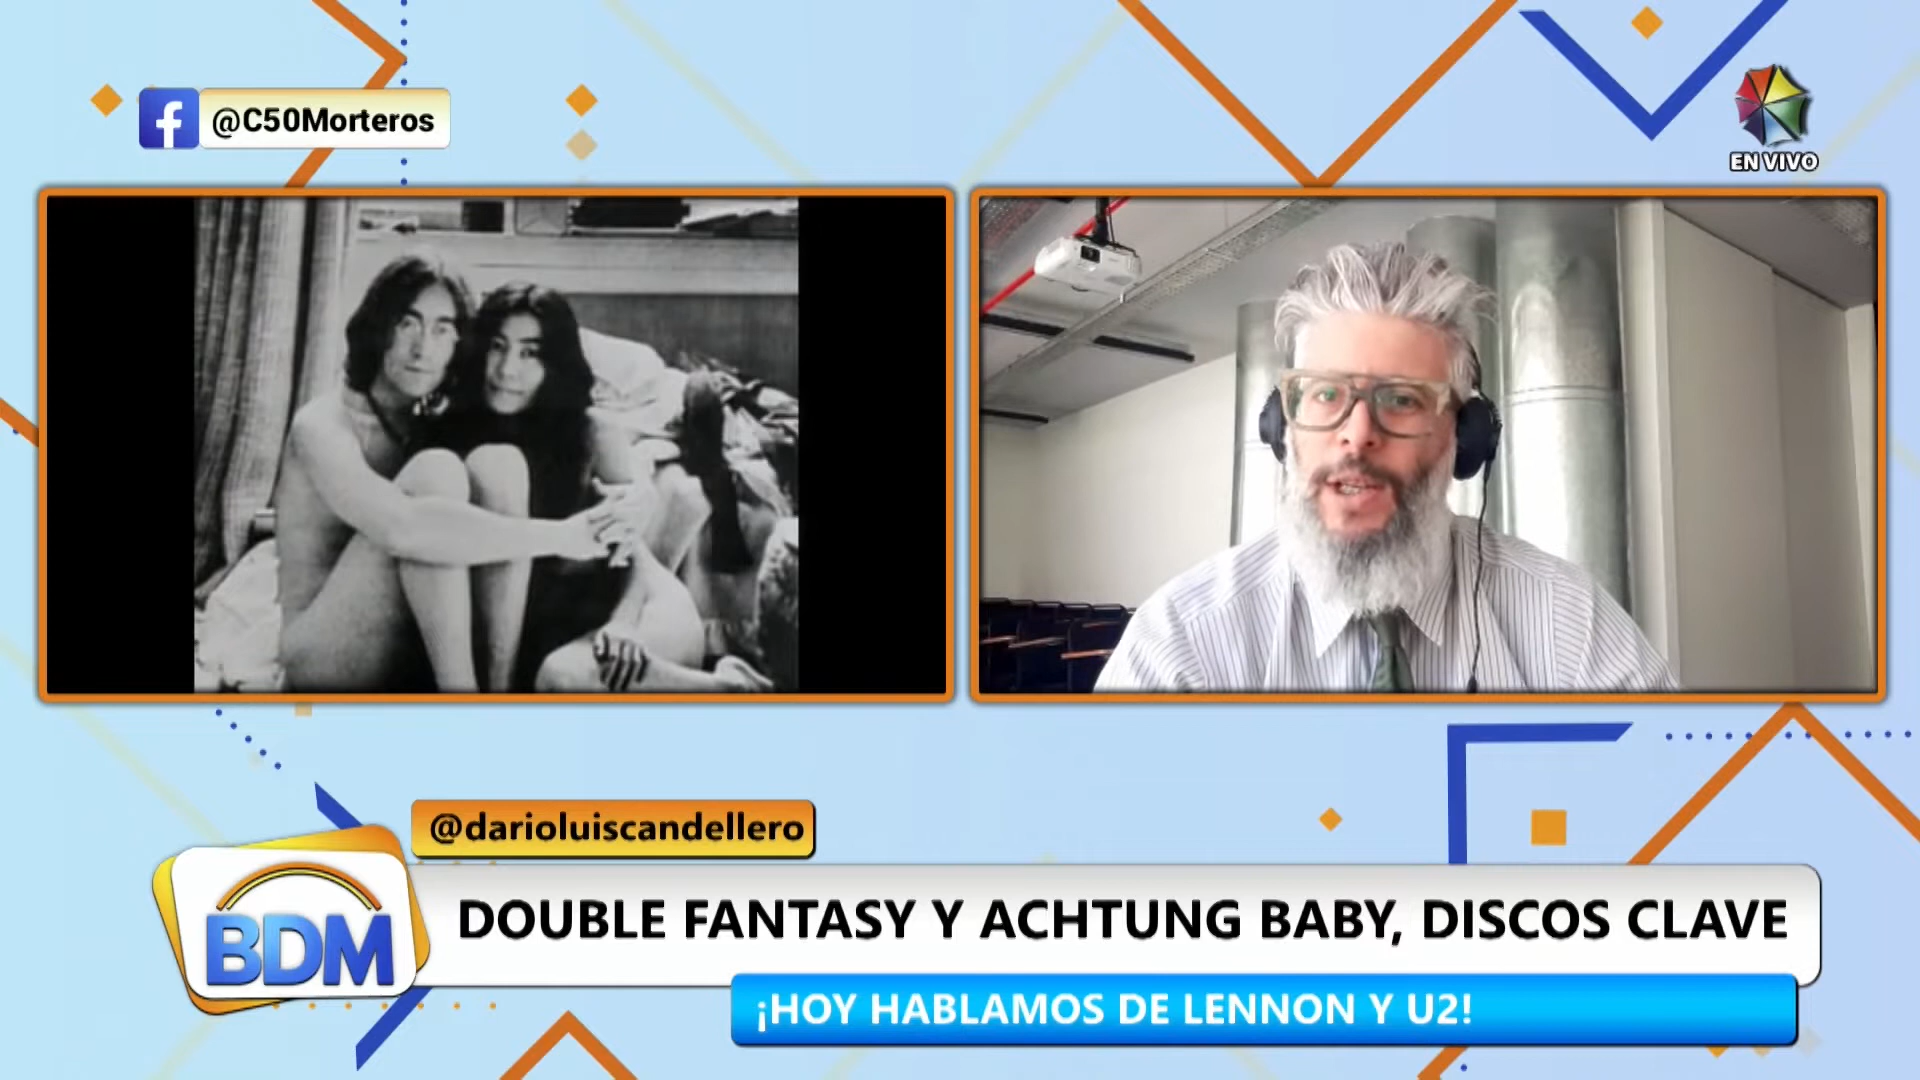 @C50Morteros
EN VIVO
@darioluiscandellero
BDM
DOUBLE FANTASY Y ACHTUNG BABY, DISCOS CLAVE
¡HOY HABLAMOS DE LENNON Y U2!